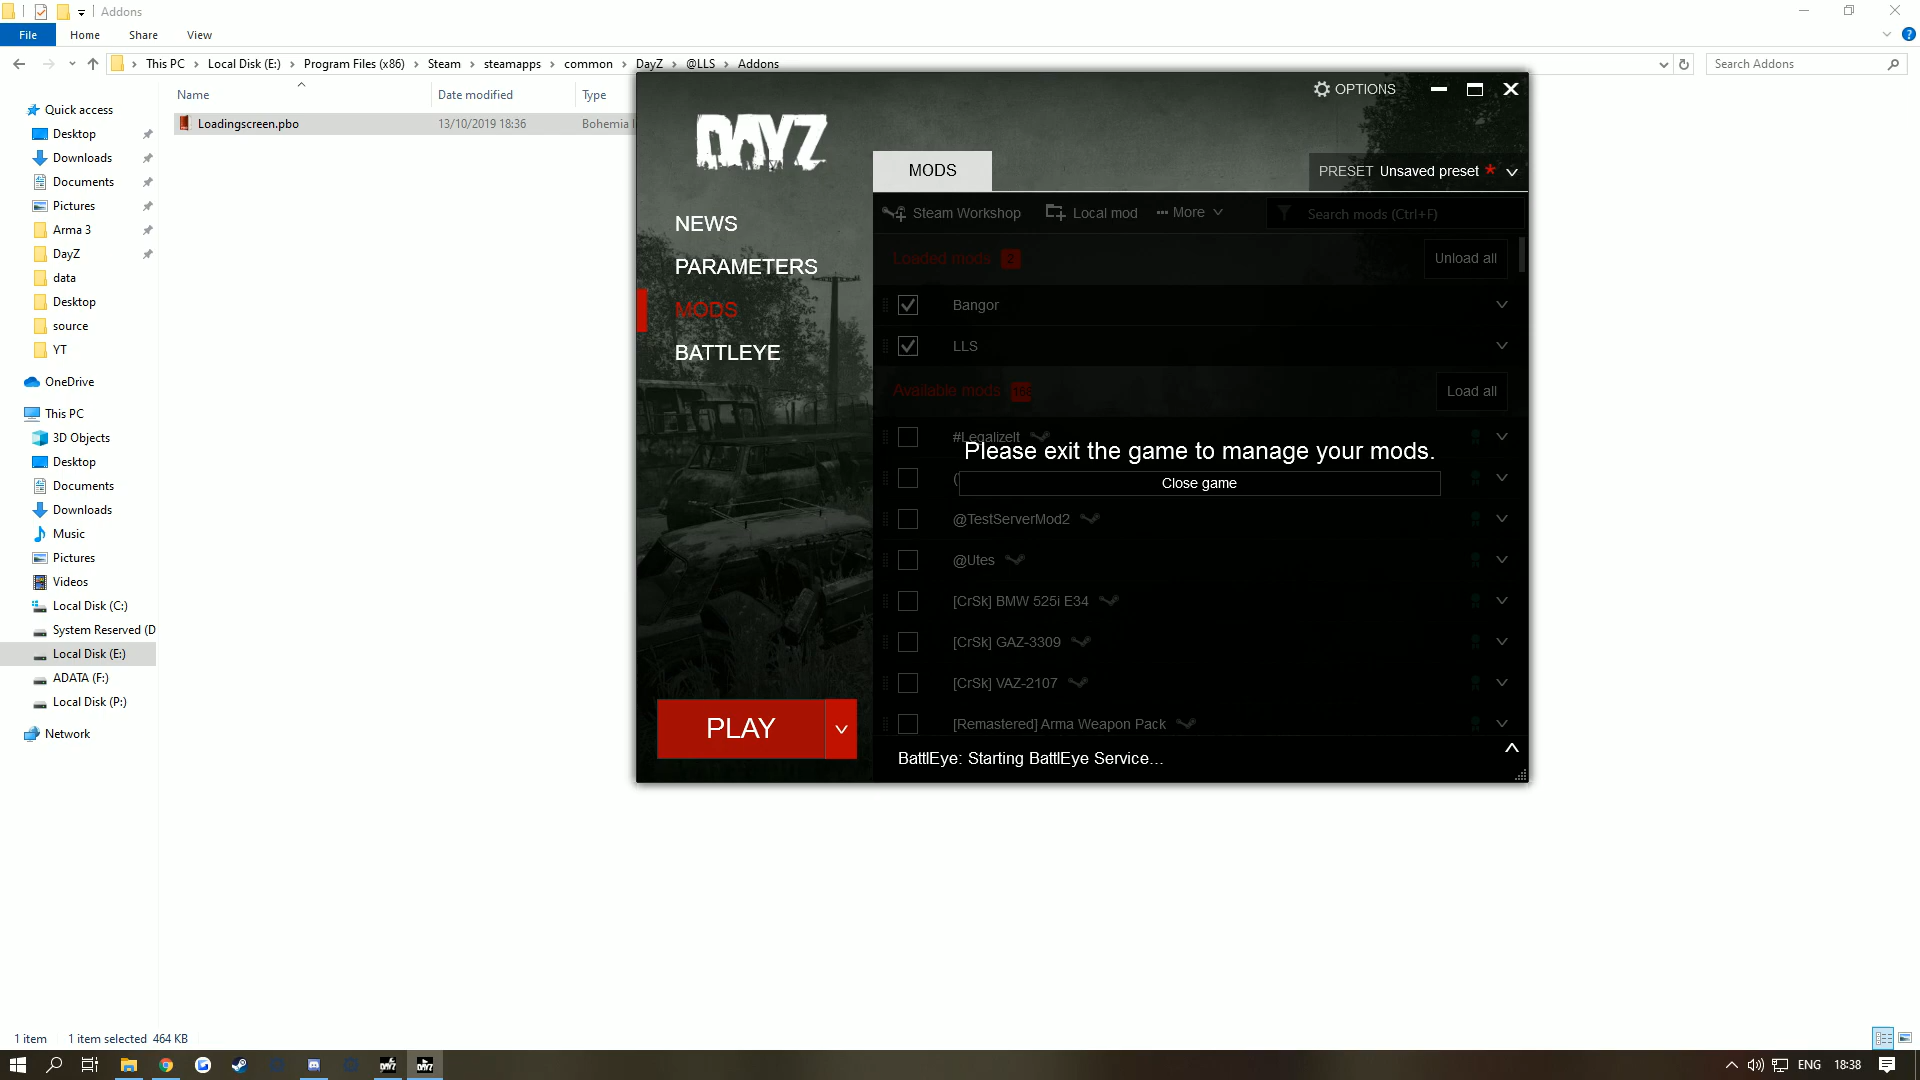 Addons
File
Home
Share
View
This PC
Local Disk (E:)
Program Files (x86)
Steam
steamapps
common
DayZ
@LLS
Addons
Search Addons
Name
Date modified
Type
Loadingscreen.pbo
13/10/2019 18:36
Bohemia
Quick access
Desktop
Downloads
Documents
Pictures
Arma 3
DayZ
data
Desktop
source
YT
OneDrive
This PC
3D Objects
Desktop
Documents
Downloads
Music
Pictures
Videos
Local Disk (C:)
System Reserved (D
Local Disk (E:)
ADATA (F:)
Local Disk (P:)
Network
OPTIONS
DAYZ
NEWS
PARAMETERS
MODS
BATTLEYE
PLAY
MODS
PRESET Unsaved preset *
Steam Workshop
Local mod
More
Search mods (Ctrl+F)
Loaded mods 2
Unload all
Bangor
LLS
Available mods
Load all
#LegalizeIt
Please exit the game to manage your mods.
(
Close game
@TestServerMod2
@Utes
[CrSk] BMW 525i E34
[CrSk] GAZ-3309
[CrSk] VAZ-2107
[Remastered] Arma Weapon Pack
BattlEye: Starting BattlEye Service...
1 item
1 item selected 464 KB
DAYZ
DAYZ
ENG
18:38